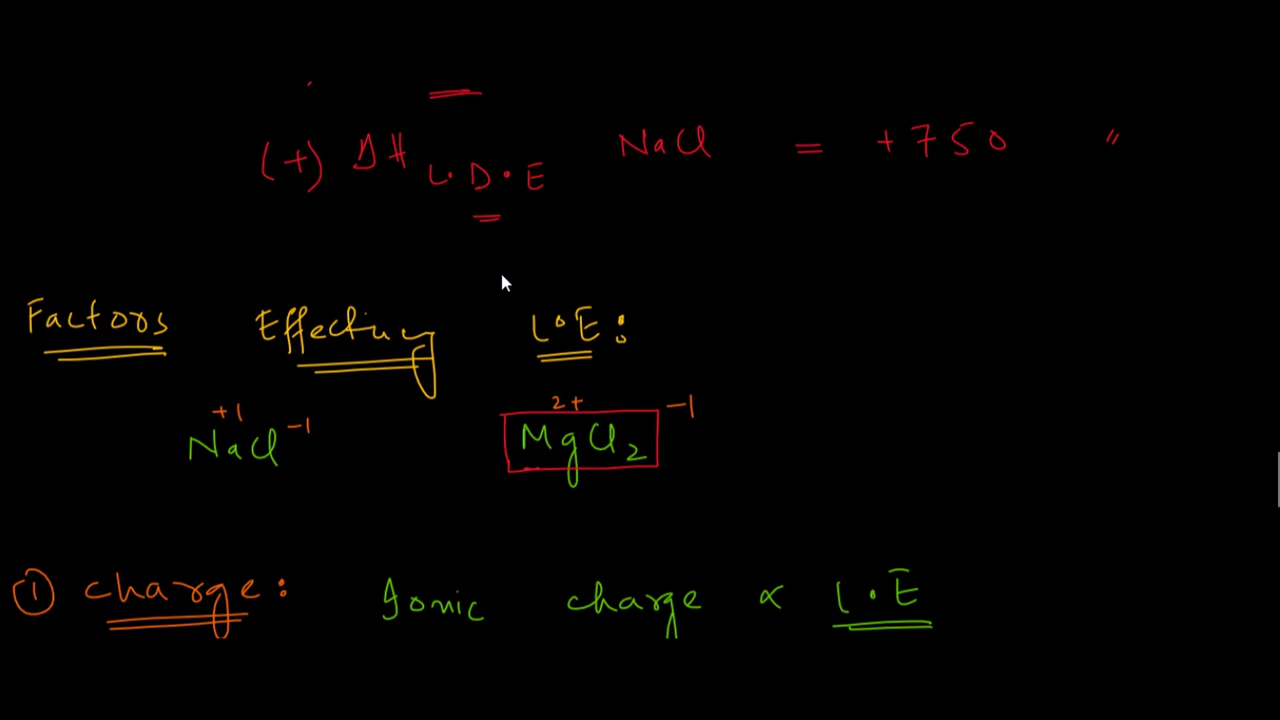 (+) ΔH L.D.E NaCl = +750 "
Factors Effecting L.E:
+1 2+
NaCl -1 MgCl2 -1
① Charge: Ionic charge ∝ L.E